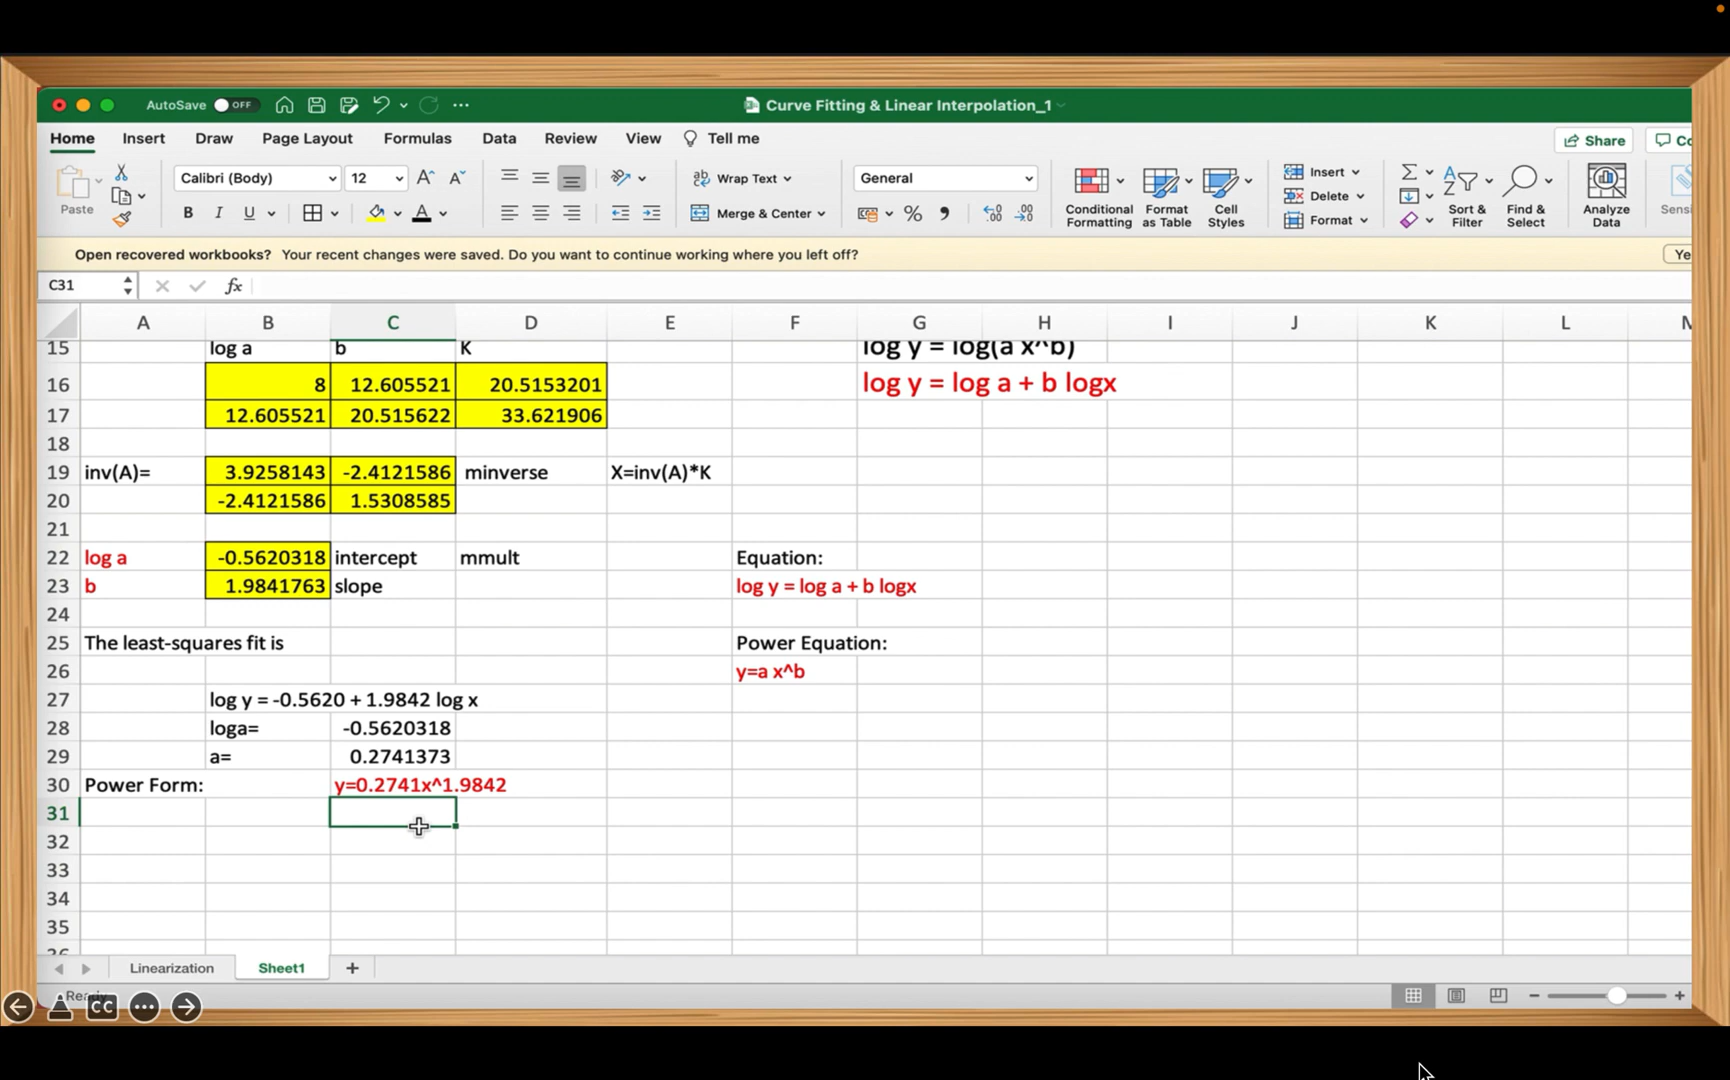 AutoSave OFF
Curve Fitting & Linear Interpolation_1
Home Insert Draw Page Layout Formulas Data Review View Tell me
Share
Calibri (Body) 12
Wrap Text
General
Insert
Paste
Delete
Merge & Center
Conditional Formatting
Format as Table
Cell Styles
Format
Sort & Filter
Find & Select
Analyze Data
Open recovered workbooks? Your recent changes were saved. Do you want to continue working where you left off?
C31 fx
A B C D E F G H I J K L M
15 log a b K log y = log(a x^b)
16 8 12.605521 20.5153201 log y = log a + b logx
17 12.605521 20.515622 33.621906
18
19 inv(A)= 3.9258143 -2.4121586 minverse X=inv(A)*K
20 -2.4121586 1.5308585
21
22 log a -0.5620318 intercept mmult Equation:
23 b 1.9841763 slope log y = log a + b logx
24
25 The least-squares fit is Power Equation:
26 y=a x^b
27 log y = -0.5620 + 1.9842 log x
28 loga= -0.5620318
29 a= 0.2741373
30 Power Form: y=0.2741x^1.9842
31
32
33
34
35
Linearization Sheet1
Ready
CC